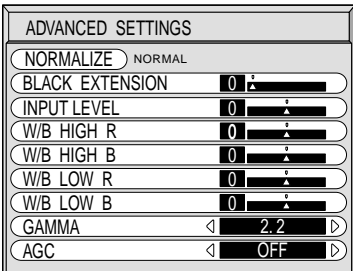 ADVANCED SETTINGS
NORMALIZE NORMAL
BLACK EXTENSION 0
INPUT LEVEL 0
W/B HIGH R 0
W/B HIGH B 0
W/B LOW R 0
W/B LOW B 0
GAMMA 2.2
AGC OFF